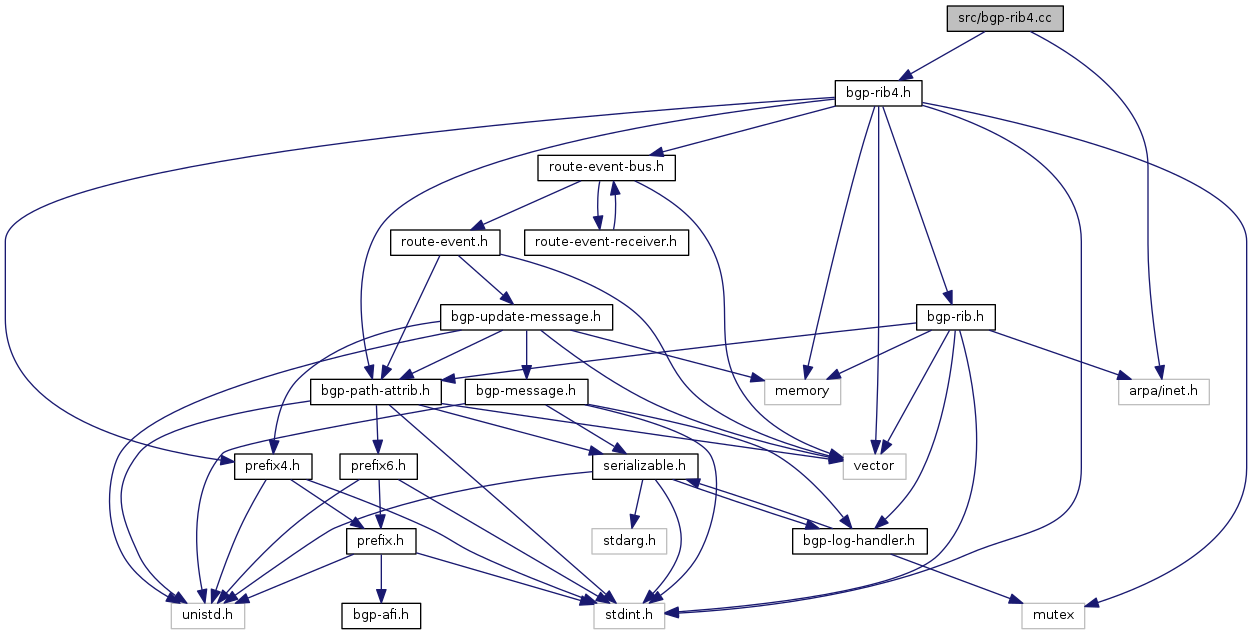 src/bgp-rib4.cc
bgp-rib4.h
route-event-bus.h
route-event.h
route-event-receiver.h
bgp-update-message.h
bgp-rib.h
bgp-path-attrib.h
bgp-message.h
memory
arpa/inet.h
prefix4.h
prefix6.h
serializable.h
vector
prefix.h
stdarg.h
bgp-log-handler.h
unistd.h
bgp-afi.h
stdint.h
mutex